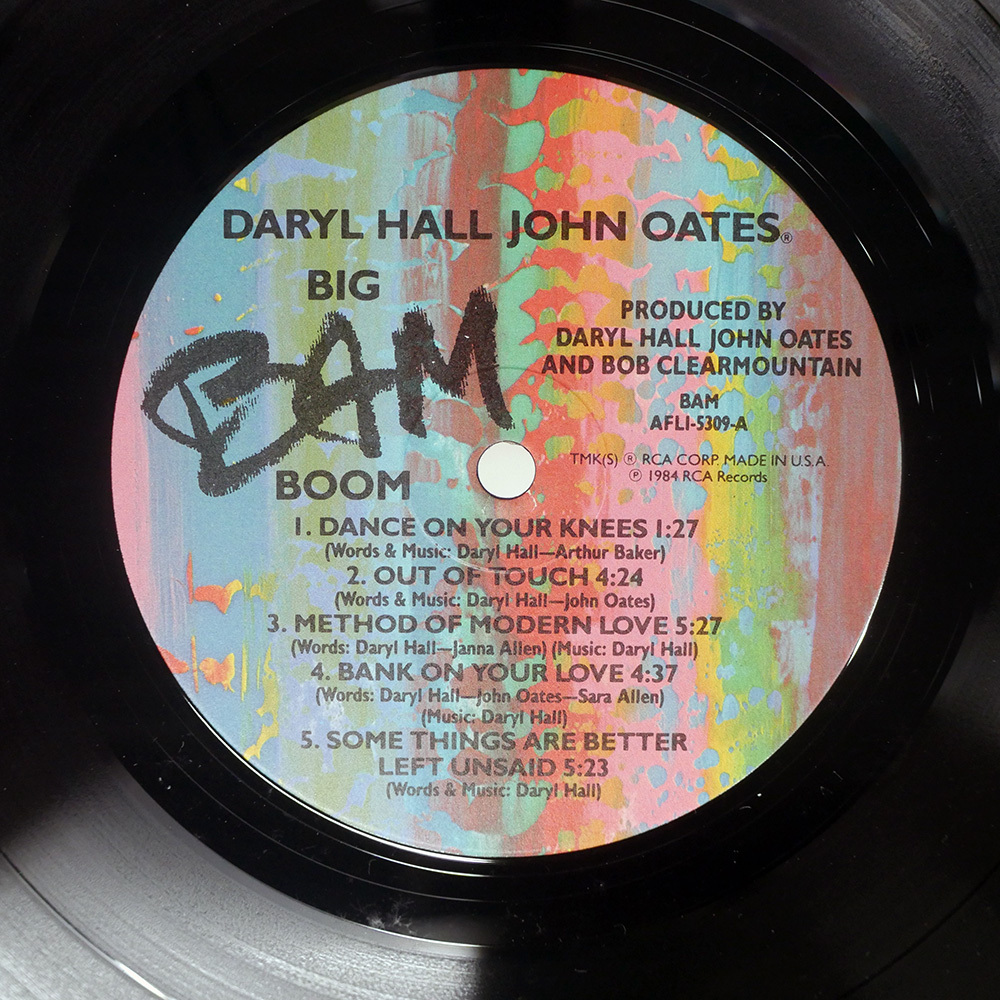 DARYL HALL JOHN OATES®
BIG
BAM
BOOM
PRODUCED BY
DARYL HALL JOHN OATES
AND BOB CLEARMOUNTAIN
BAM
AFLI-5309-A
TMK(S) ® RCA CORP. MADE IN U.S.A.
℗ 1984 RCA Records
1. DANCE ON YOUR KNEES 1:27
(Words & Music: Daryl Hall—Arthur Baker)
2. OUT OF TOUCH 4:24
(Words & Music: Daryl Hall—John Oates)
3. METHOD OF MODERN LOVE 5:27
(Words: Daryl Hall—Janna Allen) (Music: Daryl Hall)
4. BANK ON YOUR LOVE 4:37
(Words: Daryl Hall—John Oates—Sara Allen)
(Music: Daryl Hall)
5. SOME THINGS ARE BETTER
LEFT UNSAID 5:23
(Words & Music: Daryl Hall)